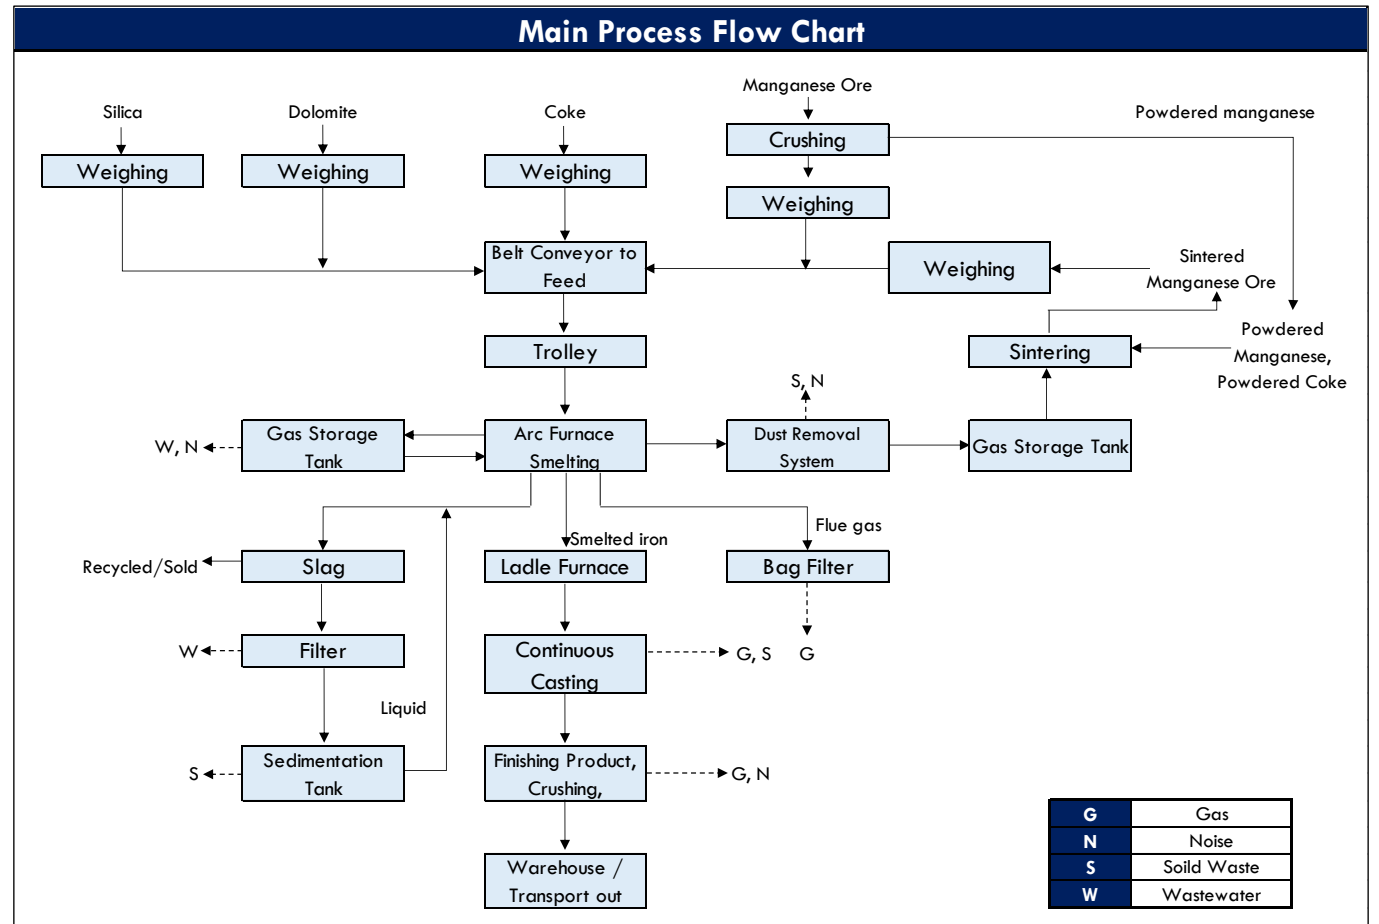 Main Process Flow Chart
Manganese Ore
Silica
Dolomite
Coke
Powdered manganese
Crushing
Weighing
Weighing
Weighing
Weighing
Belt Conveyor to
Feed
Weighing
Sintered
Manganese Ore
Trolley
Sintering
Powdered
Manganese,
Powdered Coke
S, N
W, N
Gas Storage
Tank
Arc Furnace
Smelting
Dust Removal
System
Gas Storage Tank
Flue gas
Smelted iron
Recycled/Sold
Slag
Ladle Furnace
Bag Filter
W
Filter
Continuous
Casting
G, S
G
Liquid
S
Sedimentation
Tank
Finishing Product,
Crushing,
G, N
Warehouse /
Transport out
G Gas
N Noise
S Soild Waste
W Wastewater